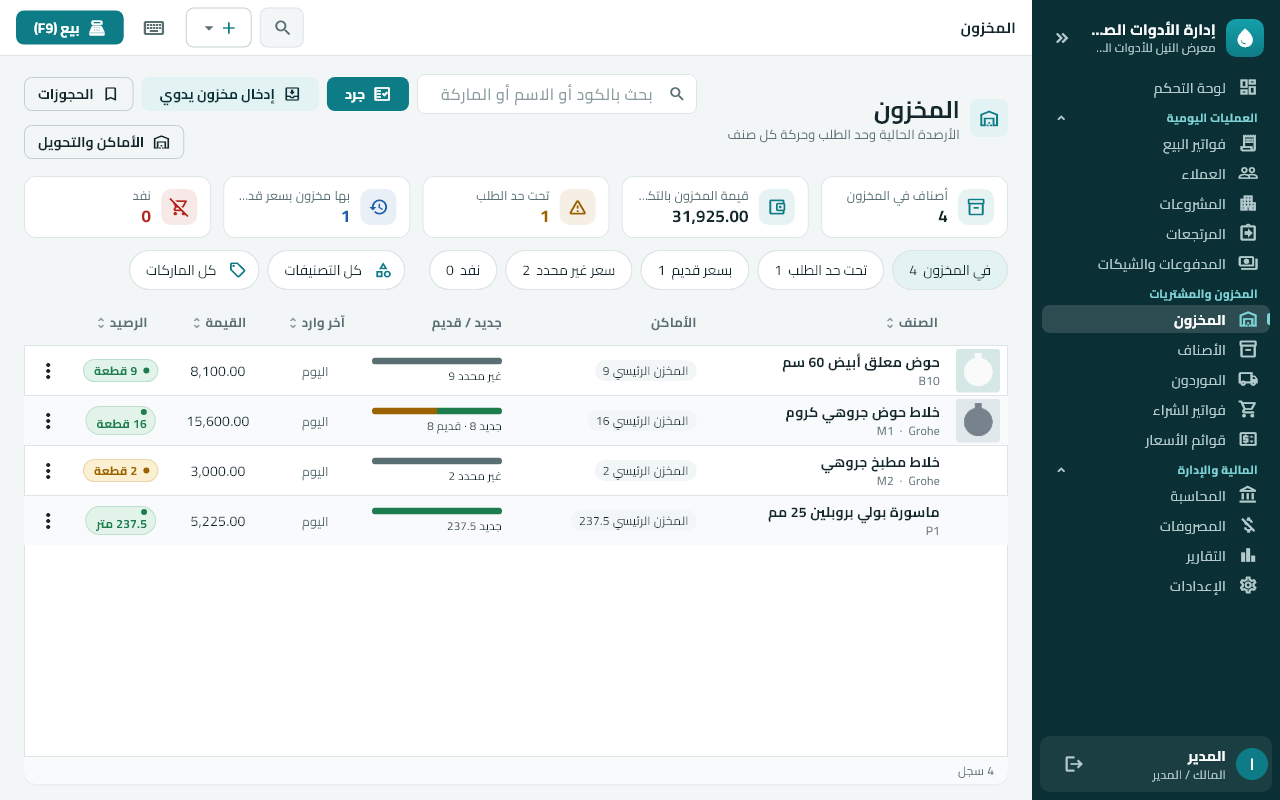 إدارة الأدوات الص...
معرض النيل للأدوات ال...
لوحة التحكم
العمليات اليومية
فواتير البيع
العملاء
المشروعات
المرتجعات
المدفوعات والشيكات
المخزون والمشتريات
المخزون
الأصناف
الموردون
فواتير الشراء
قوائم الأسعار
المالية والإدارة
المحاسبة
المصروفات
التقارير
الإعدادات
ا
المدير
المالك / المدير
المخزون
بيع (F9)
المخزون
الأرصدة الحالية وحد الطلب وحركة كل صنف
بحث بالكود أو الاسم أو الماركة
جرد
إدخال مخزون يدوي
الحجوزات
الأماكن والتحويل
أصناف في المخزون
4
قيمة المخزون بالتك...
31,925.00
تحت حد الطلب
1
بها مخزون بسعر قد...
1
نفد
0
في المخزون 4
تحت حد الطلب 1
بسعر قديم 1
سعر غير محدد 2
نفد 0
كل التصنيفات
كل الماركات
الصنف الأماكن جديد / قديم آخر وارد القيمة الرصيد
حوض معلق أبيض 60 سم
B10
المخزن الرئيسي 9
غير محدد 9
اليوم
8,100.00
9 قطعة
خلاط حوض جروهي كروم
M1 · Grohe
المخزن الرئيسي 16
جديد 8 · قديم 8
اليوم
15,600.00
16 قطعة
خلاط مطبخ جروهي
M2 · Grohe
المخزن الرئيسي 2
غير محدد 2
اليوم
3,000.00
2 قطعة
ماسورة بولي بروبلين 25 مم
P1
المخزن الرئيسي 237.5
جديد 237.5
اليوم
5,225.00
237.5 متر
4 سجل